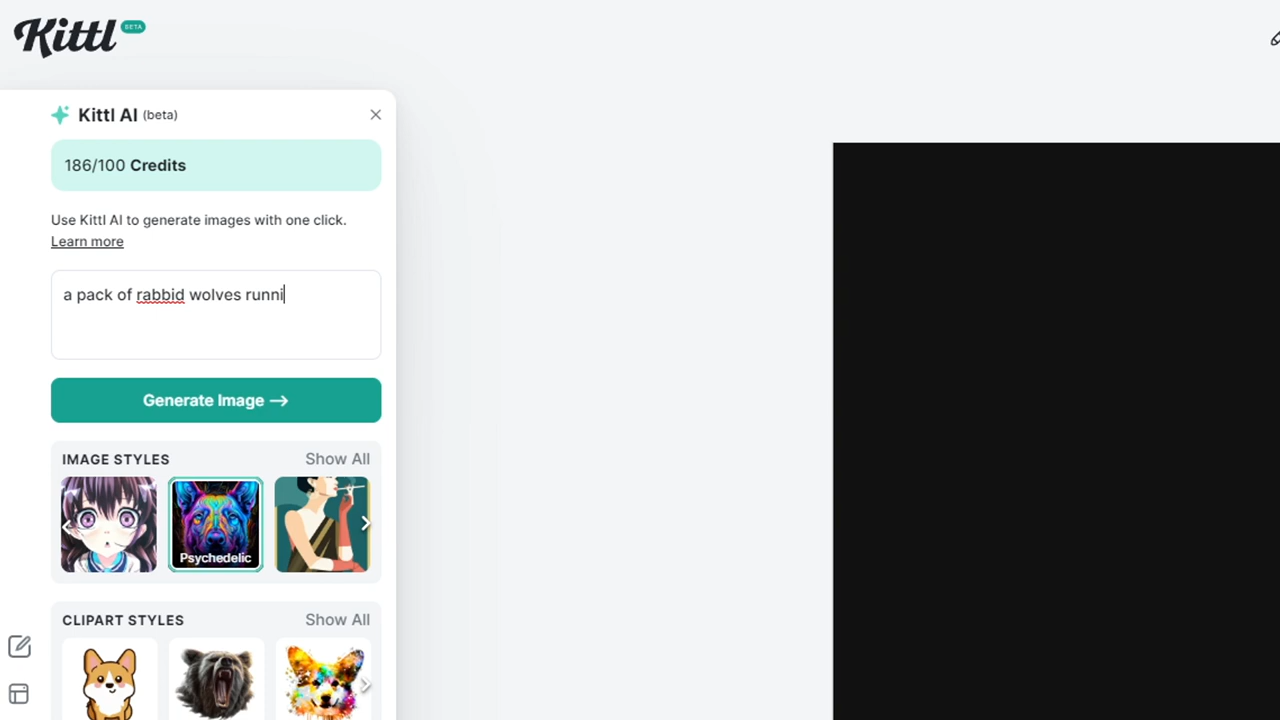 Kittl BETA
Kittl AI (beta)
186/100 Credits
Use Kittl AI to generate images with one click.
Learn more
a pack of rabbid wolves runni
Generate Image →
IMAGE STYLES Show All
Psychedelic
CLIPART STYLES Show All